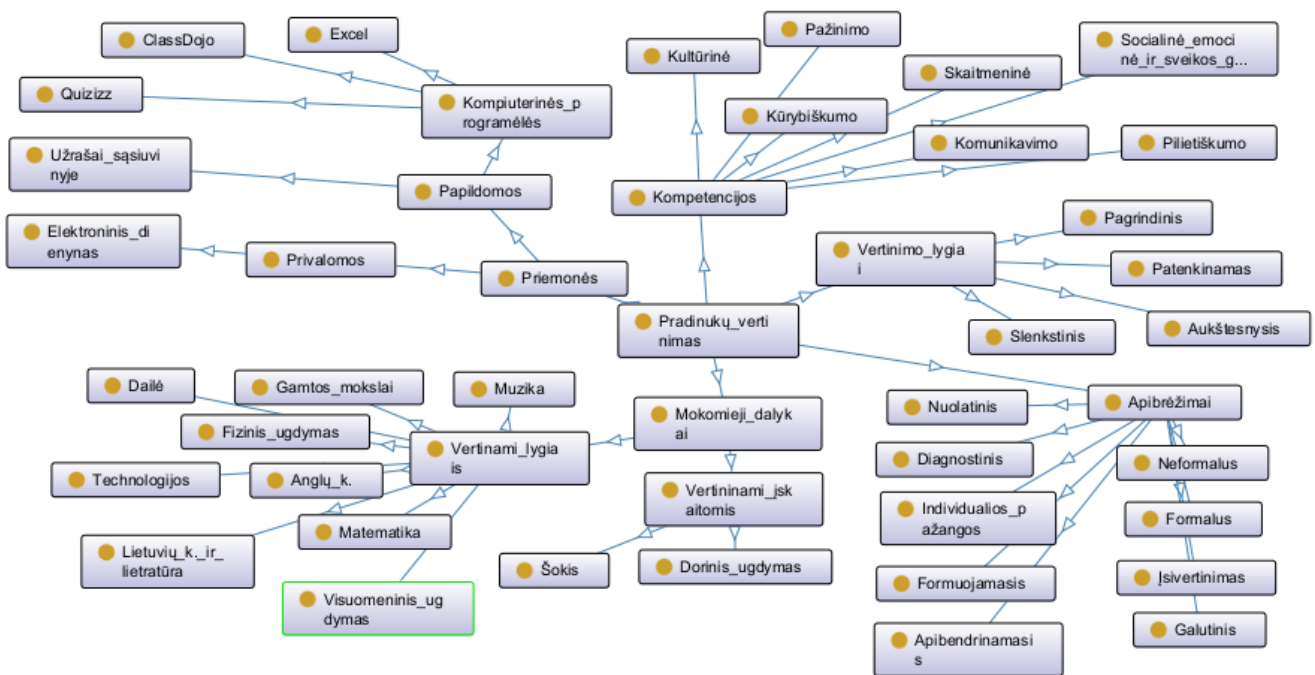 ClassDojo
Excel
Quizizz
Kompiuterinės_p
rogramėlės
Užrašai_sąsiuvi
nyje
Papildomos
Elektroninis_di
enynas
Privalomos
Priemonės
Kultūrinė
Pažinimo
Socialinė_emoci
nė_ir_sveikos_g...
Skaitmeninė
Kūrybiškumo
Komunikavimo
Pilietiškumo
Kompetencijos
Pagrindinis
Vertinimo_lygia
i
Patenkinamas
Aukštesnysis
Slenkstinis
Pradinukų_verti
nimas
Dailė
Gamtos_mokslai
Muzika
Fizinis_ugdymas
Vertinami_lygia
is
Mokomieji_dalyk
ai
Technologijos
Anglų_k.
Vertininami_įsk
aitomis
Matematika
Lietuvių_k._ir_
lietratūra
Šokis
Dorinis_ugdymas
Visuomeninis_ug
dymas
Nuolatinis
Apibrėžimai
Diagnostinis
Neformalus
Individualios_p
ažangos
Formalus
Formuojamasis
Įsivertinimas
Apibendrinamasi
s
Galutinis